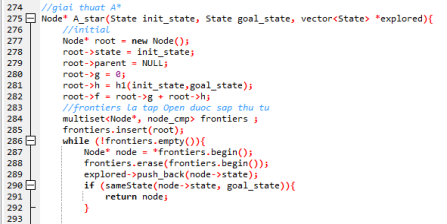 274 //giai thuat A*
275 Node* A_star(State init_state, State goal_state, vector<State> *explored){
276 //initial
277 Node* root = new Node();
278 root->state = init_state;
279 root->parent = NULL;
280 root->g = 0;
281 root->h = h1(init_state,goal_state);
282 root->f = root->g + root->h;
283 //frontiers la tap Open duoc sap thu tu
284 multiset<Node*, node_cmp> frontiers ;
285 frontiers.insert(root);
286 while (!frontiers.empty()){
287 Node* node = *frontiers.begin();
288 frontiers.erase(frontiers.begin());
289 explored->push_back(node->state);
290 if (sameState(node->state, goal_state)){
291 return node;
292 }
293